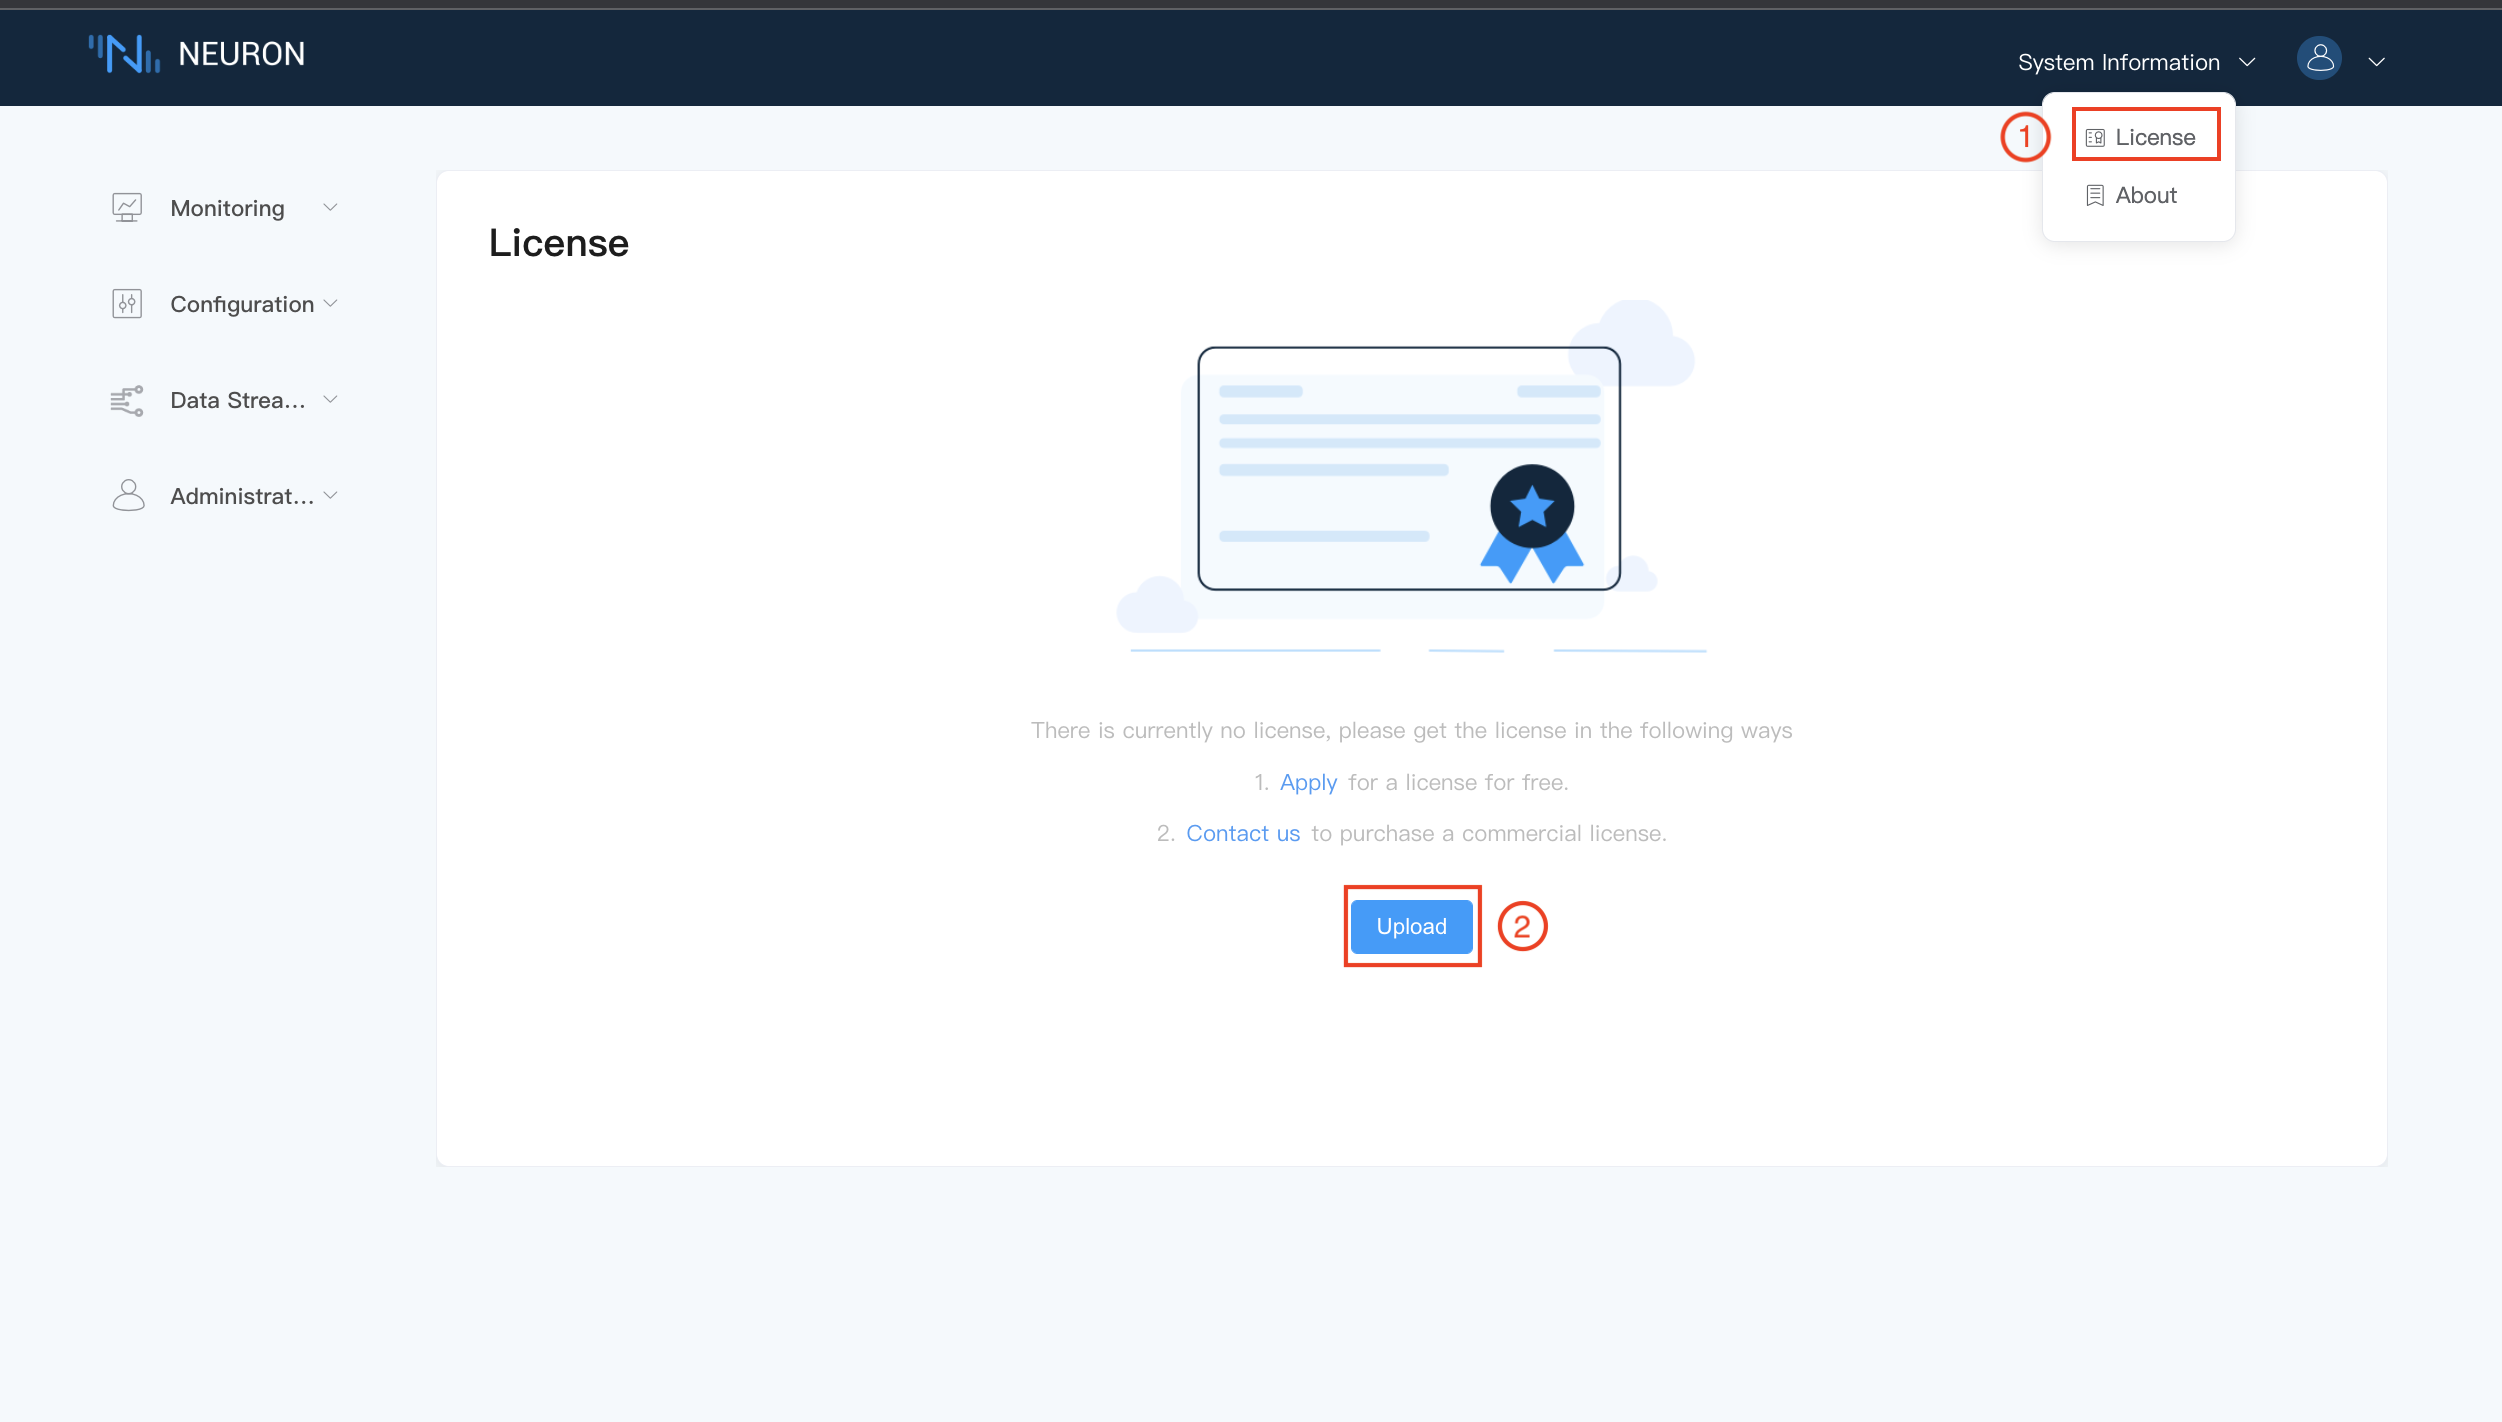 NEURON
System Information
1
License
About
Monitoring
Configuration
Data Strea...
Administrat...
License
There is currently no license, please get the license in the following ways
1. Apply for a license for free.
2. Contact us to purchase a commercial license.
Upload
2